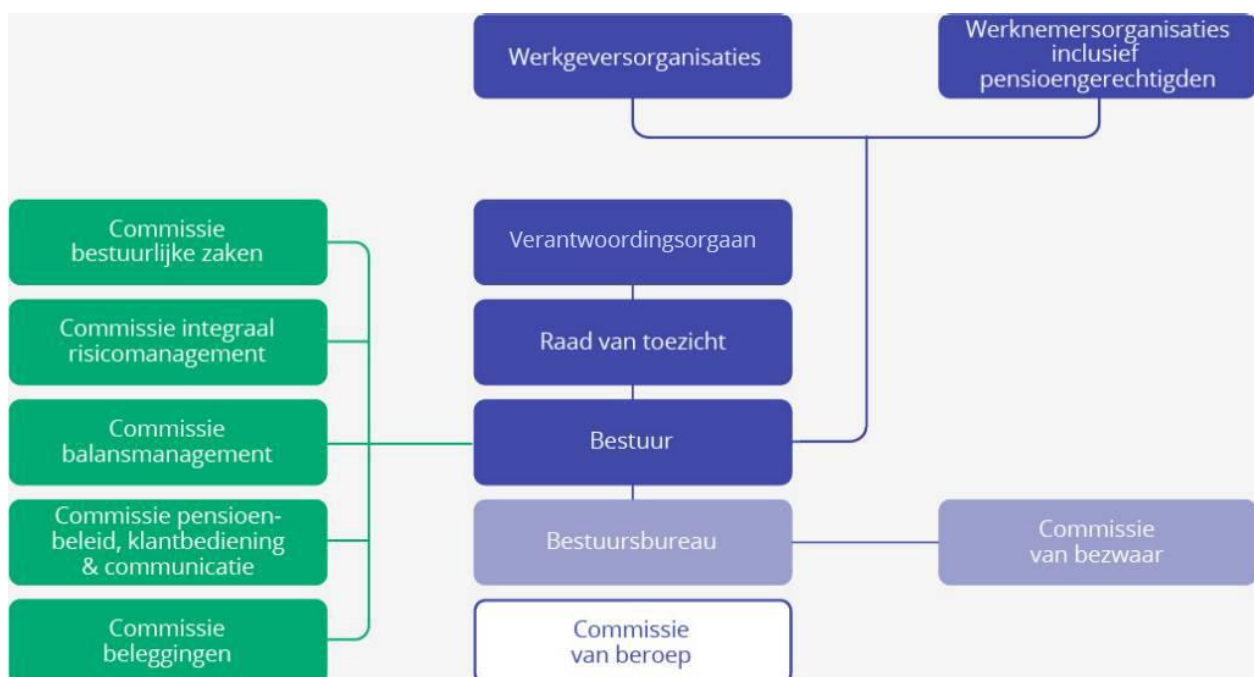 Werkgeversorganisaties
Werknemersorganisaties
inclusief
pensioengerechtigden
Commissie
bestuurlijke zaken
Verantwoordingsorgaan
Commissie integraal
risicomanagement
Raad van toezicht
Commissie
balansmanagement
Bestuur
Commissie pensioen-
beleid, klantbediening
& communicatie
Bestuursbureau
Commissie
van bezwaar
Commissie
beleggingen
Commissie
van beroep